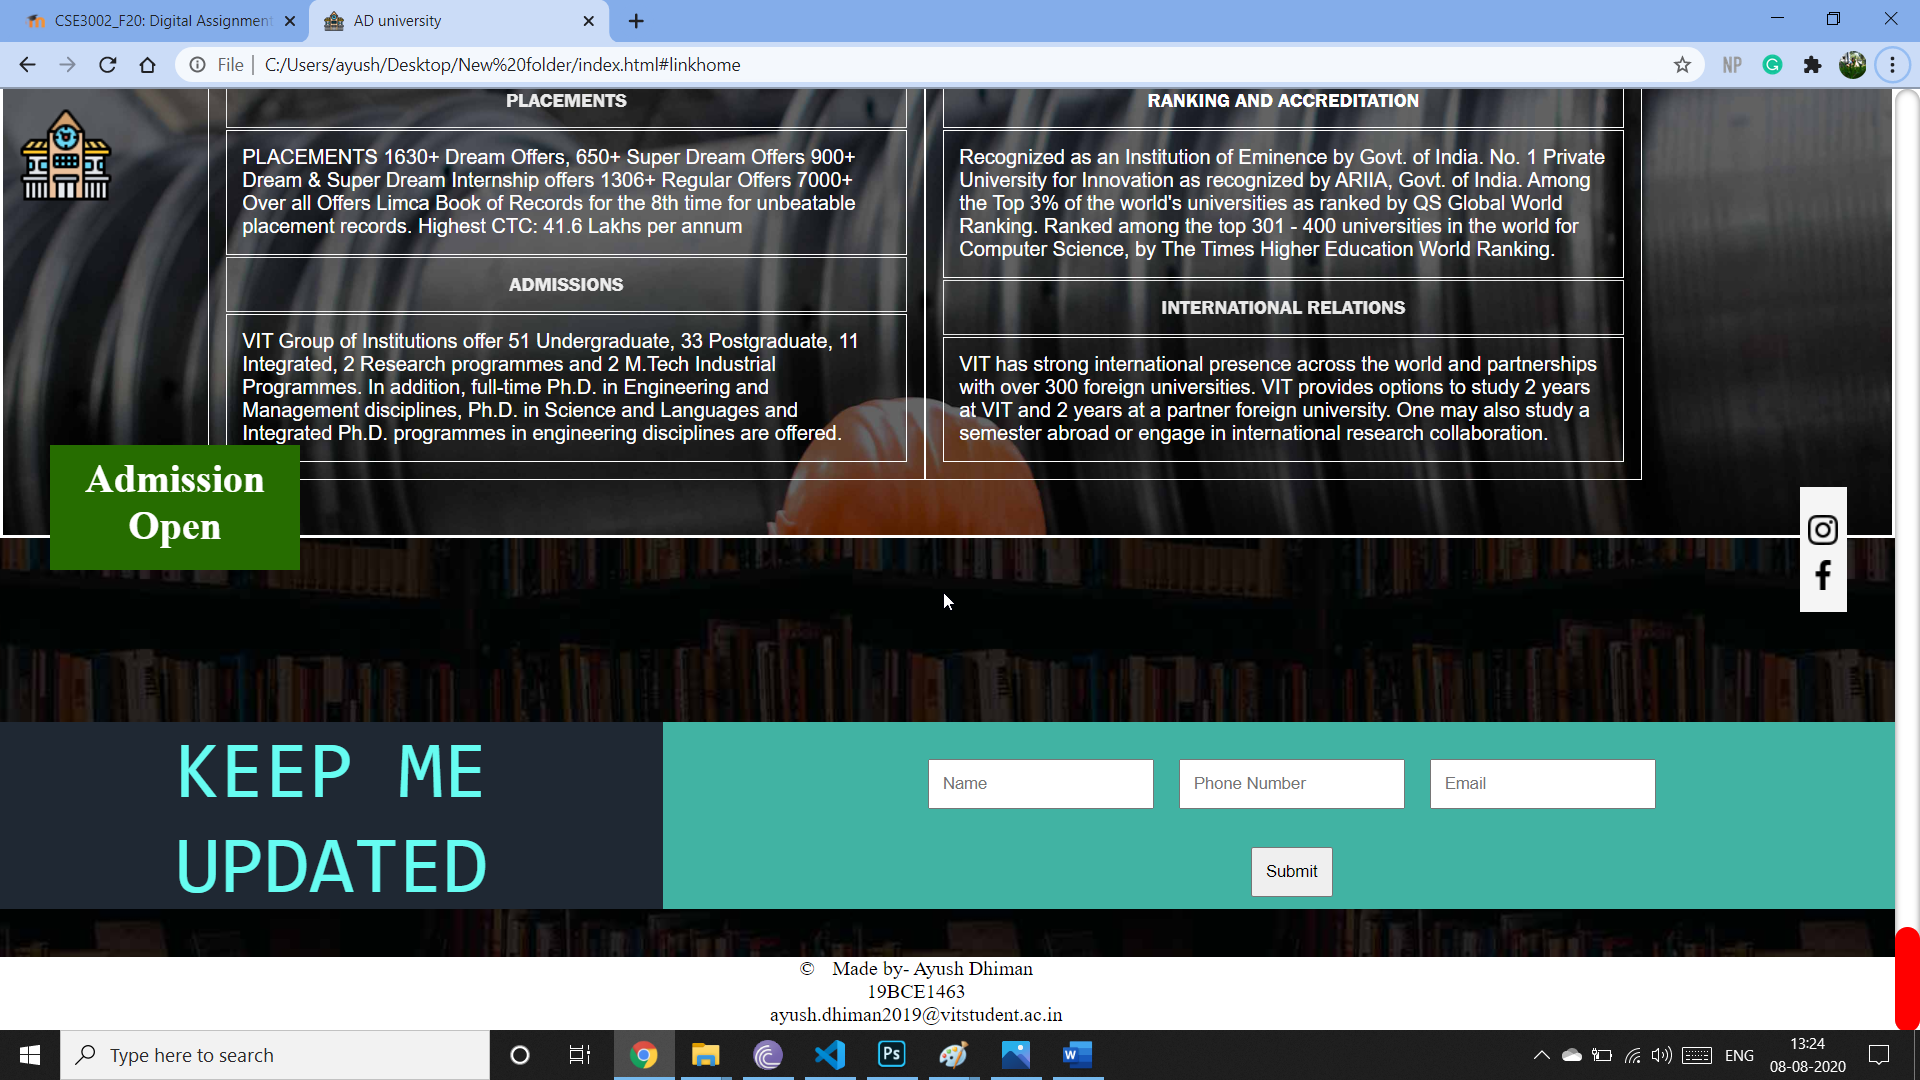 CSE3002_F20: Digital Assignment
AD university
File
C:/Users/ayush/Desktop/New%20folder/index.html#linkhome
NP
PLACEMENTS
PLACEMENTS 1630+ Dream Offers, 650+ Super Dream Offers 900+
Dream & Super Dream Internship offers 1306+ Regular Offers 7000+
Over all Offers Limca Book of Records for the 8th time for unbeatable
placement records. Highest CTC: 41.6 Lakhs per annum
ADMISSIONS
VIT Group of Institutions offer 51 Undergraduate, 33 Postgraduate, 11
Integrated, 2 Research programmes and 2 M.Tech Industrial
Programmes. In addition, full-time Ph.D. in Engineering and
Management disciplines, Ph.D. in Science and Languages and
Integrated Ph.D. programmes in engineering disciplines are offered.
RANKING AND ACCREDITATION
Recognized as an Institution of Eminence by Govt. of India. No. 1 Private
University for Innovation as recognized by ARIIA, Govt. of India. Among
the Top 3% of the world's universities as ranked by QS Global World
Ranking. Ranked among the top 301 - 400 universities in the world for
Computer Science, by The Times Higher Education World Ranking.
INTERNATIONAL RELATIONS
VIT has strong international presence across the world and partnerships
with over 300 foreign universities. VIT provides options to study 2 years
at VIT and 2 years at a partner foreign university. One may also study a
semester abroad or engage in international research collaboration.
Admission
Open
KEEP ME
UPDATED
Name
Phone Number
Email
Submit
© Made by- Ayush Dhiman
19BCE1463
ayush.dhiman2019@vitstudent.ac.in
Type here to search
Ps
W
ENG
13:24
08-08-2020